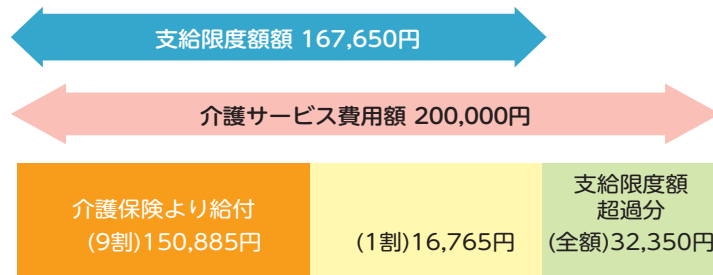 支給限度額額 167,650円
介護サービス費用額 200,000円
介護保険より給付
(9割)150,885円
(1割)16,765円
支給限度額
超過分
(全額)32,350円